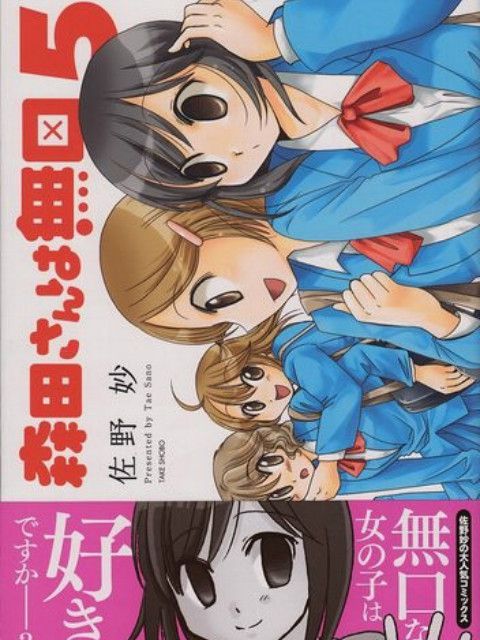 森田さんは無口
5
佐野 妙
Presented by Tae Sano
TAKE SHOBO
佐野妙の大人気コミックス
無口な
女の子は
好き
ですか——?